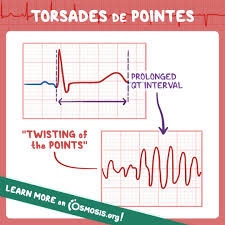 TORSADES de POINTES
PROLONGED
QT INTERVAL
"TWISTING of
the POINTS"
LEARN MORE on OSMOSIS.org!